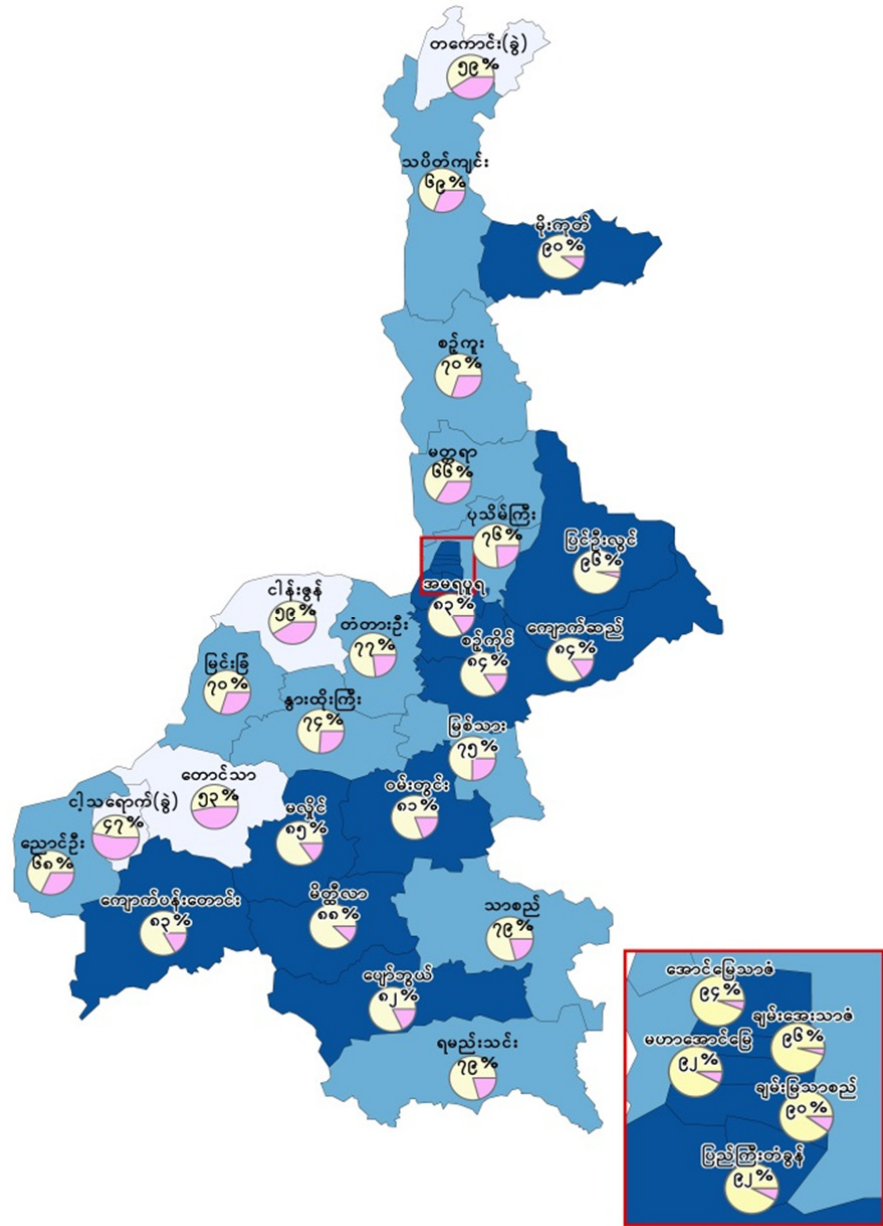 တကောင်း(ခွဲ)
၅၉%
သပိတ်ကျင်း
၆၉%
မိုးကုတ်
၉၀%
စဉ့်ကူး
၇၀%
မတ္တရာ
၆၆%
ပုသိမ်ကြီး
၇၆%
ပြင်ဦးလွင်
၉၆%
အမရပူရ
၈၃%
ငါန်းဇွန်
၅၉%
တံတားဦး
၇၇%
စဉ့်ကိုင်
၈၄%
ကျောက်ဆည်
၈၄%
မြင်းခြံ
၇၀%
နွားထိုးကြီး
၇၄%
မြစ်သား
၇၅%
တောင်သာ
၅၃%
ဝမ်းတွင်း
၈၁%
ငါ့သရောက်(ခွဲ)
၄၇%
မလှိုင်
၈၅%
ညောင်ဦး
၆၈%
ကျောက်ပန်းတောင်း
၈၃%
မိတ္ထီလာ
၈၈%
သာစည်
၇၉%
ပျော်ဘွယ်
၈၂%
ရမည်းသင်း
၇၉%
အောင်မြေသာဇံ
၉၄%
ချမ်းအေးသာဇံ
၉၆%
မဟာအောင်မြေ
၉၂%
ချမ်းမြသာစည်
၉၀%
ပြည်ကြီးတံခွန်
၉၂%